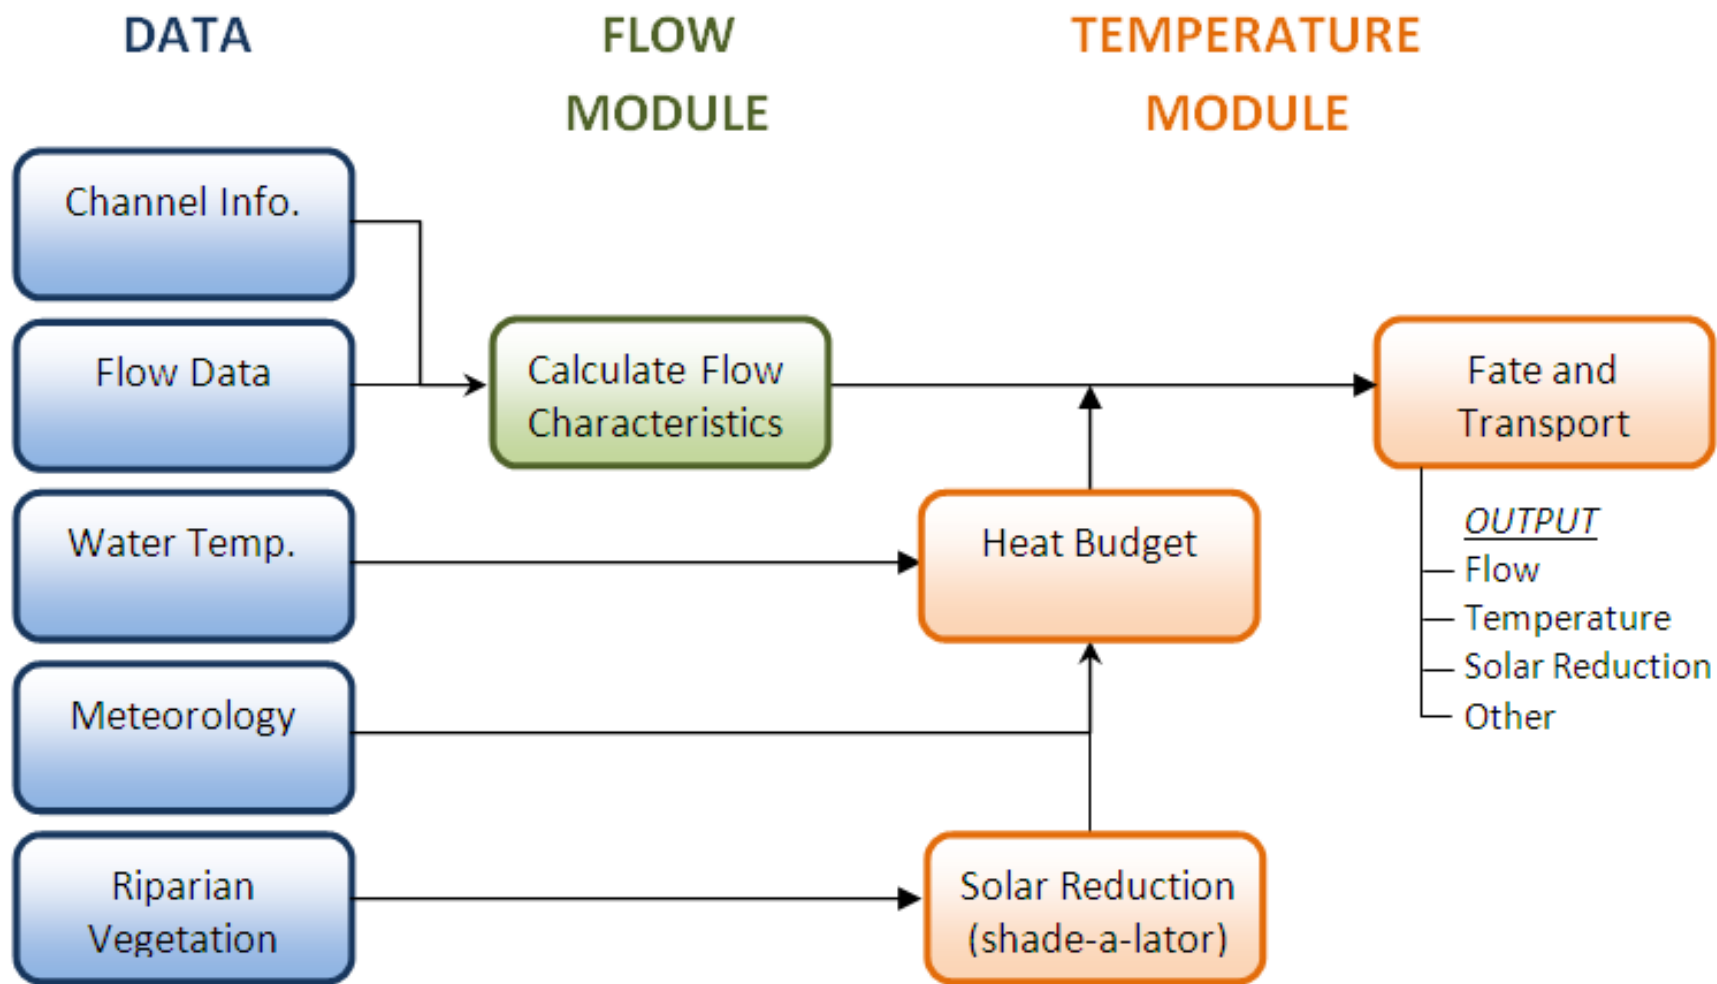 DATA
FLOW
MODULE
TEMPERATURE
MODULE
Channel Info.
Flow Data
Calculate Flow
Characteristics
Fate and
Transport
Water Temp.
Heat Budget
OUTPUT
Flow
Temperature
Solar Reduction
Other
Meteorology
Riparian
Vegetation
Solar Reduction
(shade-a-lator)